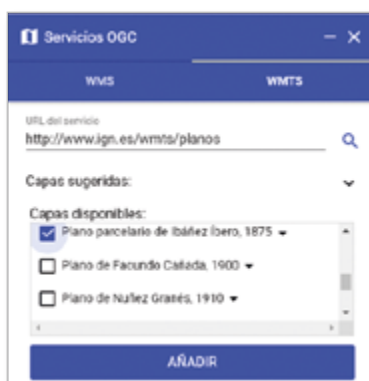 Servicios OGC
WMS
WMTS
URL del servicio
http://www.ign.es/wmts/planos
Capas sugeridas:
Capas disponibles:
Plano parcelario de Ibáñez Íbero, 1875
Plano de Facundo Cañada, 1900
Plano de Nuñez Granés, 1910
AÑADIR